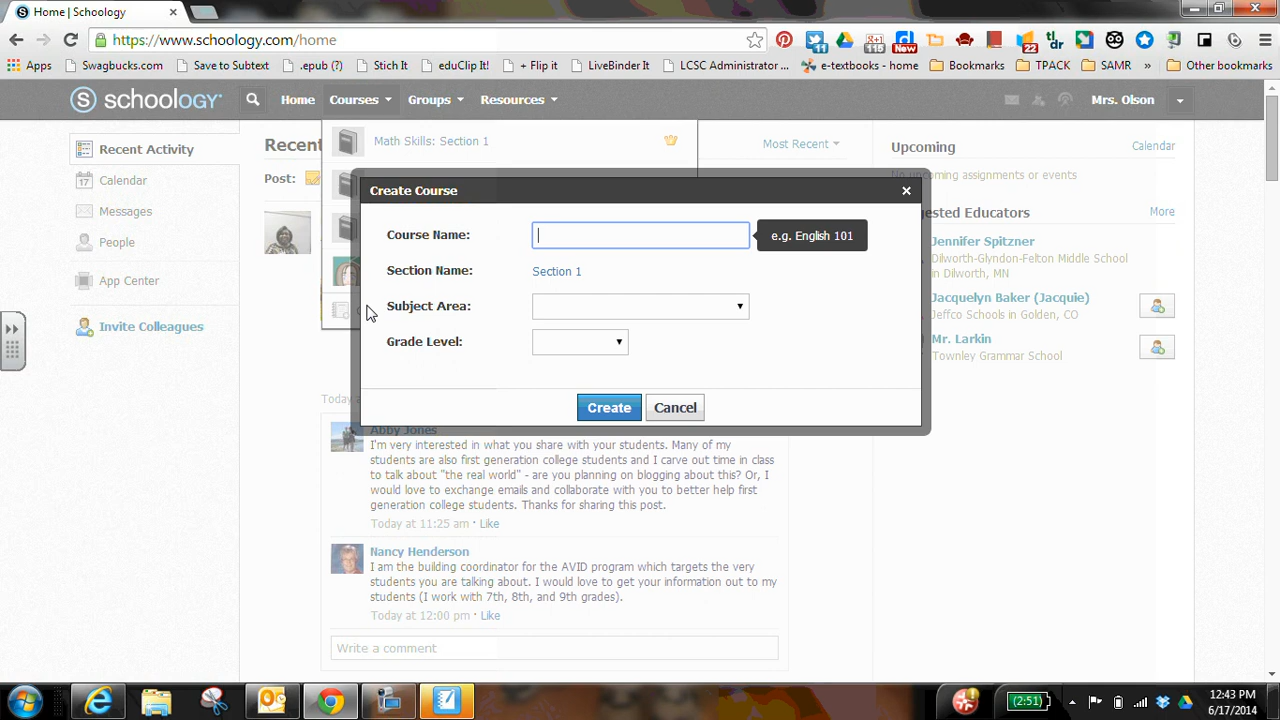 Home | Schoology
https://www.schoology.com/home
11
115
New
22
tl;dr
Apps
Swagbucks.com
Save to Subtext
.epub (?)
Stich It
eduClip It!
+ Flip it
LiveBinder It
LCSC Administrator ...
e-textbooks - home
Bookmarks
TPACK
SAMR
»
Other bookmarks
S schoology
Home
Courses
Groups
Resources
Mrs. Olson
Recent Activity
17 Calendar
Messages
People
App Center
Invite Colleagues
Recent
Post:
Math Skills: Section 1
Most Recent
Upcoming
Calendar
No upcoming assignments or events
ested Educators
More
Jennifer Spitzner
Dilworth-Glyndon-Felton Middle School
in Dilworth, MN
Jacquelyn Baker (Jacquie)
Jeffco Schools in Golden, CO
Mr. Larkin
Townley Grammar School
Create Course
Course Name:
e.g. English 101
Section Name:
Section 1
Subject Area:
Grade Level:
Create
Cancel
Today a
Abby Jones
I'm very interested in what you share with your students. Many of my
students are also first generation college students and I carve out time in class
to talk about "the real world" - are you planning on blogging about this? Or, I
would love to exchange emails and collaborate with you to better help first
generation college students. Thanks for sharing this post.
Today at 11:25 am · Like
Nancy Henderson
I am the building coordinator for the AVID program which targets the very
students you are talking about. I would love to get your information out to my
students (I work with 7th, 8th, and 9th grades).
Today at 12:00 pm · Like
Write a comment
(2:51)
12:43 PM
6/17/2014